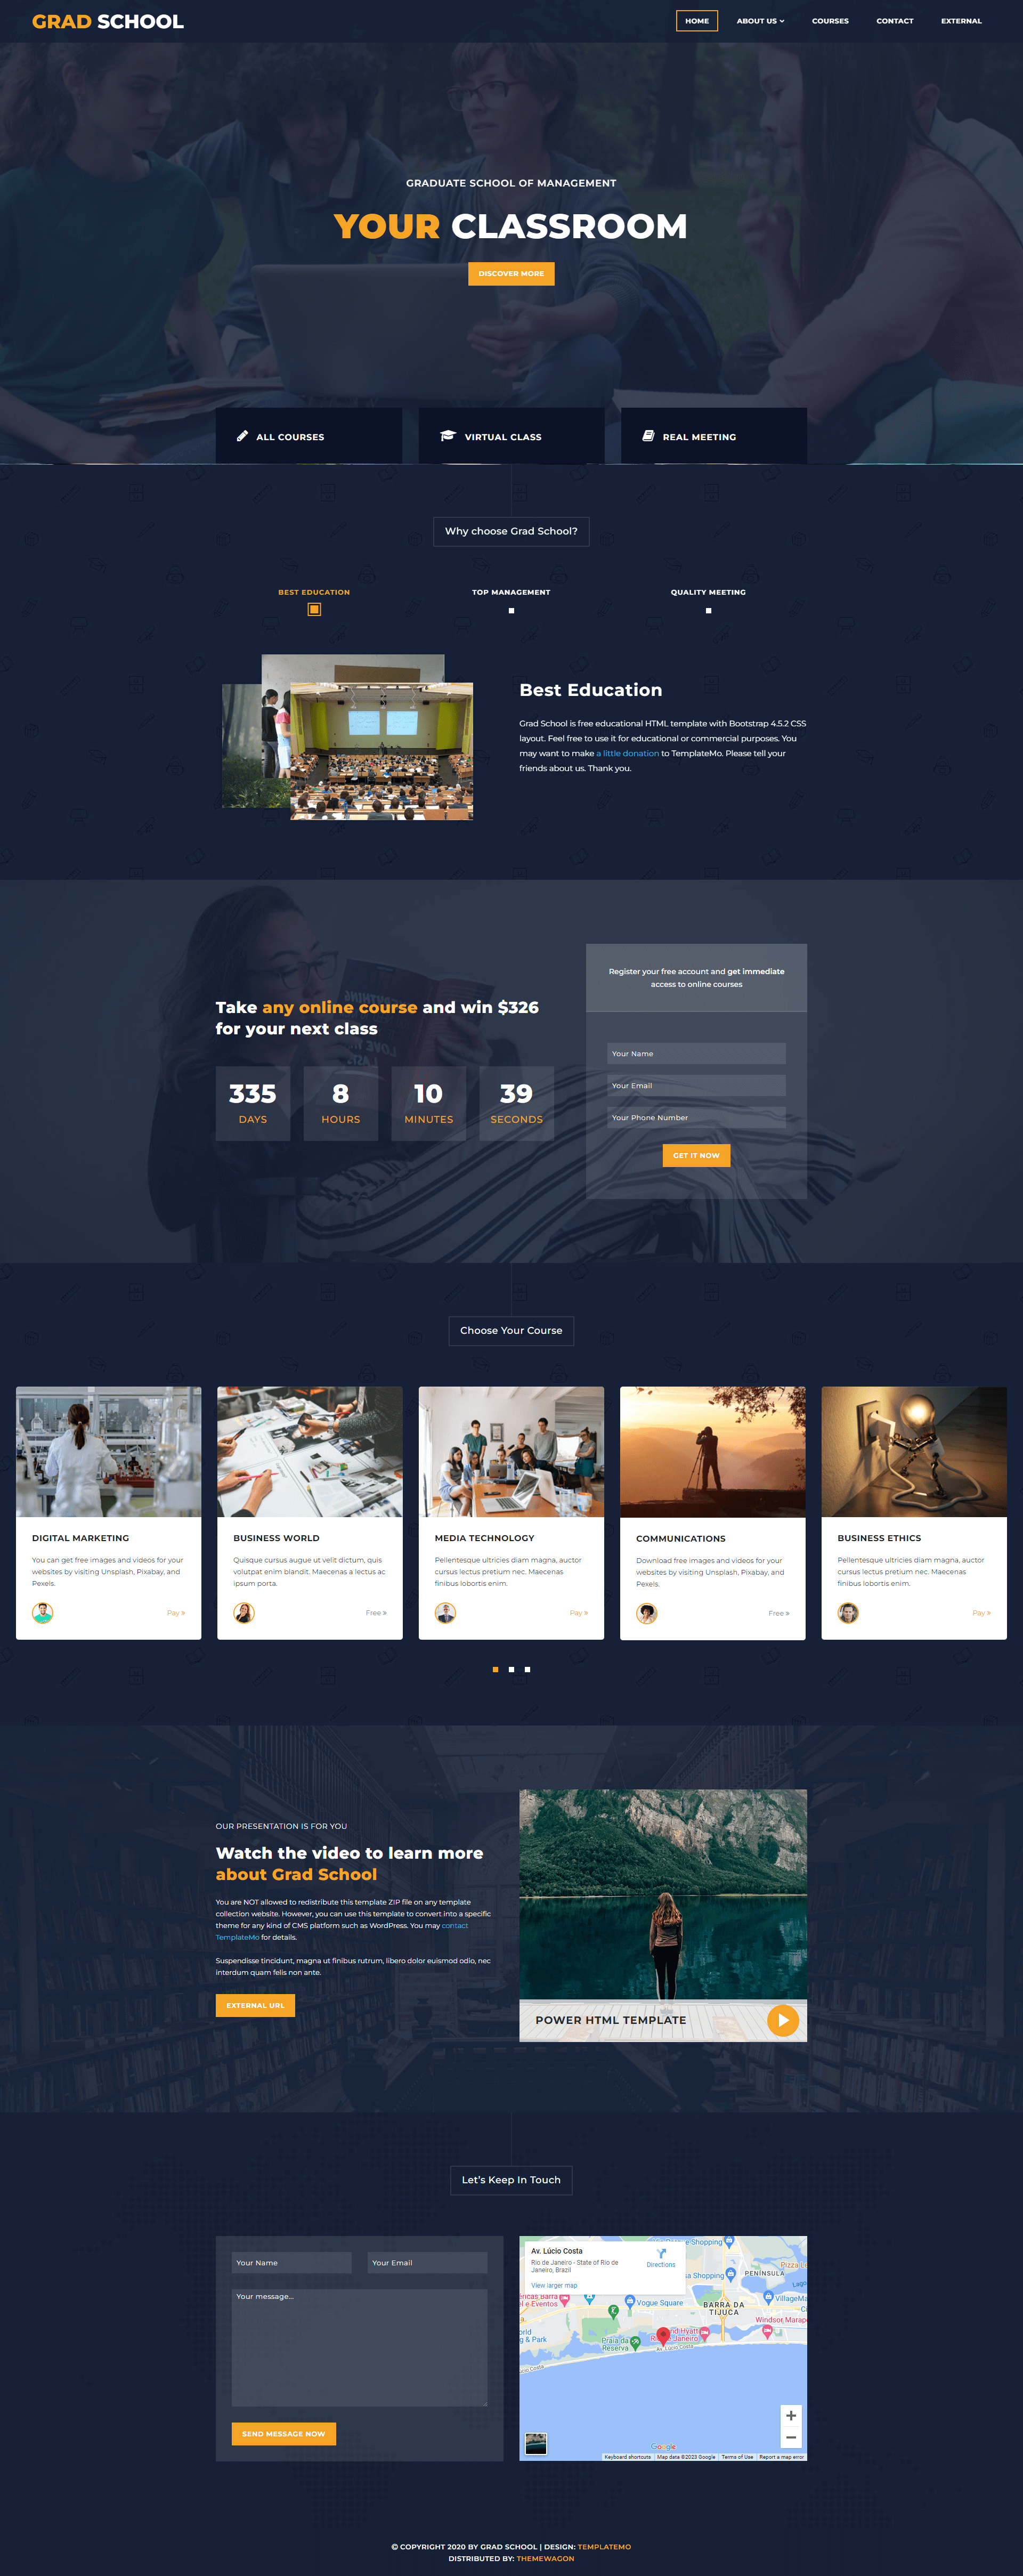 GRAD SCHOOL
HOME
ABOUT US
COURSES
CONTACT
EXTERNAL
GRADUATE SCHOOL OF MANAGEMENT
YOUR CLASSROOM
DISCOVER MORE
ALL COURSES
VIRTUAL CLASS
REAL MEETING
Why choose Grad School?
BEST EDUCATION
TOP MANAGEMENT
QUALITY MEETING
Best Education
Grad School is free educational HTML template with Bootstrap 4.5.2 CSS
layout. Feel free to use it for educational or commercial purposes. You
may want to make a little donation to TemplateMo. Please tell your
friends about us. Thank you.
Take any online course and win $326
for your next class
335
DAYS
8
HOURS
10
MINUTES
39
SECONDS
Register your free account and get immediate
access to online courses
Your Name
Your Email
Your Phone Number
GET IT NOW
Choose Your Course
DIGITAL MARKETING
You can get free images and videos for your
websites by visiting Unsplash, Pixabay, and
Pexels.
Pay »
BUSINESS WORLD
Quisque cursus augue ut velit dictum, quis
volutpat enim blandit. Maecenas a lectus ac
ipsum porta.
Free »
MEDIA TECHNOLOGY
Pellentesque ultricies diam magna, auctor
cursus lectus pretium nec. Maecenas
finibus lobortis enim.
Pay »
COMMUNICATIONS
Download free images and videos for your
websites by visiting Unsplash, Pixabay, and
Pexels.
Free »
BUSINESS ETHICS
Pellentesque ultricies diam magna, auctor
cursus lectus pretium nec. Maecenas
finibus lobortis enim.
Pay »
OUR PRESENTATION IS FOR YOU
Watch the video to learn more
about Grad School
You are NOT allowed to redistribute this template ZIP file on any template
collection website. However, you can use this template to convert into a specific
theme for any kind of CMS platform such as WordPress. You may contact
TemplateMo for details.
Suspendisse tincidunt, magna ut finibus rutrum, libero dolor euismod odio, nec
interdum quam felis non ante.
EXTERNAL URL
POWER HTML TEMPLATE
Let's Keep In Touch
Your Name
Your Email
Your message...
SEND MESSAGE NOW
Av. Lúcio Costa
Rio de Janeiro - State of Rio de
Janeiro, Brazil
Directions
View larger map
Shopping
Shopping
PENÍNSULA
Vogue Square
BARRA DA
TIJUCA
VillageMa
Windsor Marape
Praia da
Reserva
Av. Lúcio Costa
Google
Keyboard shortcuts
Map data ©2023 Google
Terms of Use
Report a map error
© COPYRIGHT 2020 BY GRAD SCHOOL | DESIGN: TEMPLATEMO
DISTRIBUTED BY: THEMEWAGON